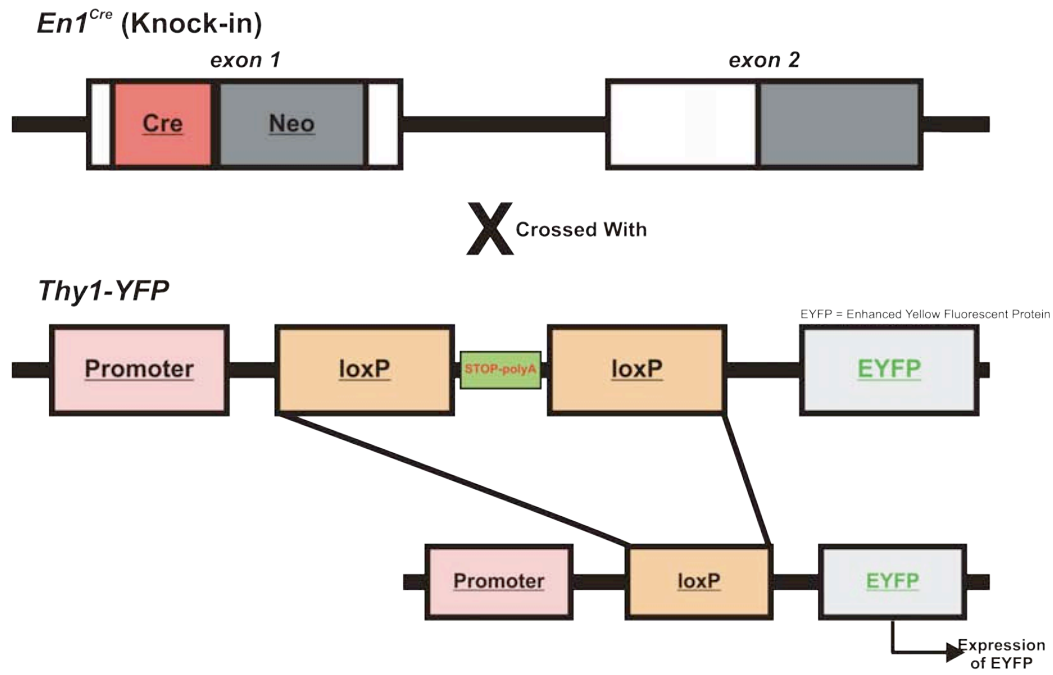 En1Cre (Knock-in)
exon 1
exon 2
Cre
Neo
X Crossed With
Thy1-YFP
EYFP = Enhanced Yellow Fluorescent Protein
Promoter
loxP
STOP-polyA
loxP
EYFP
Promoter
loxP
EYFP
Expression
of EYFP